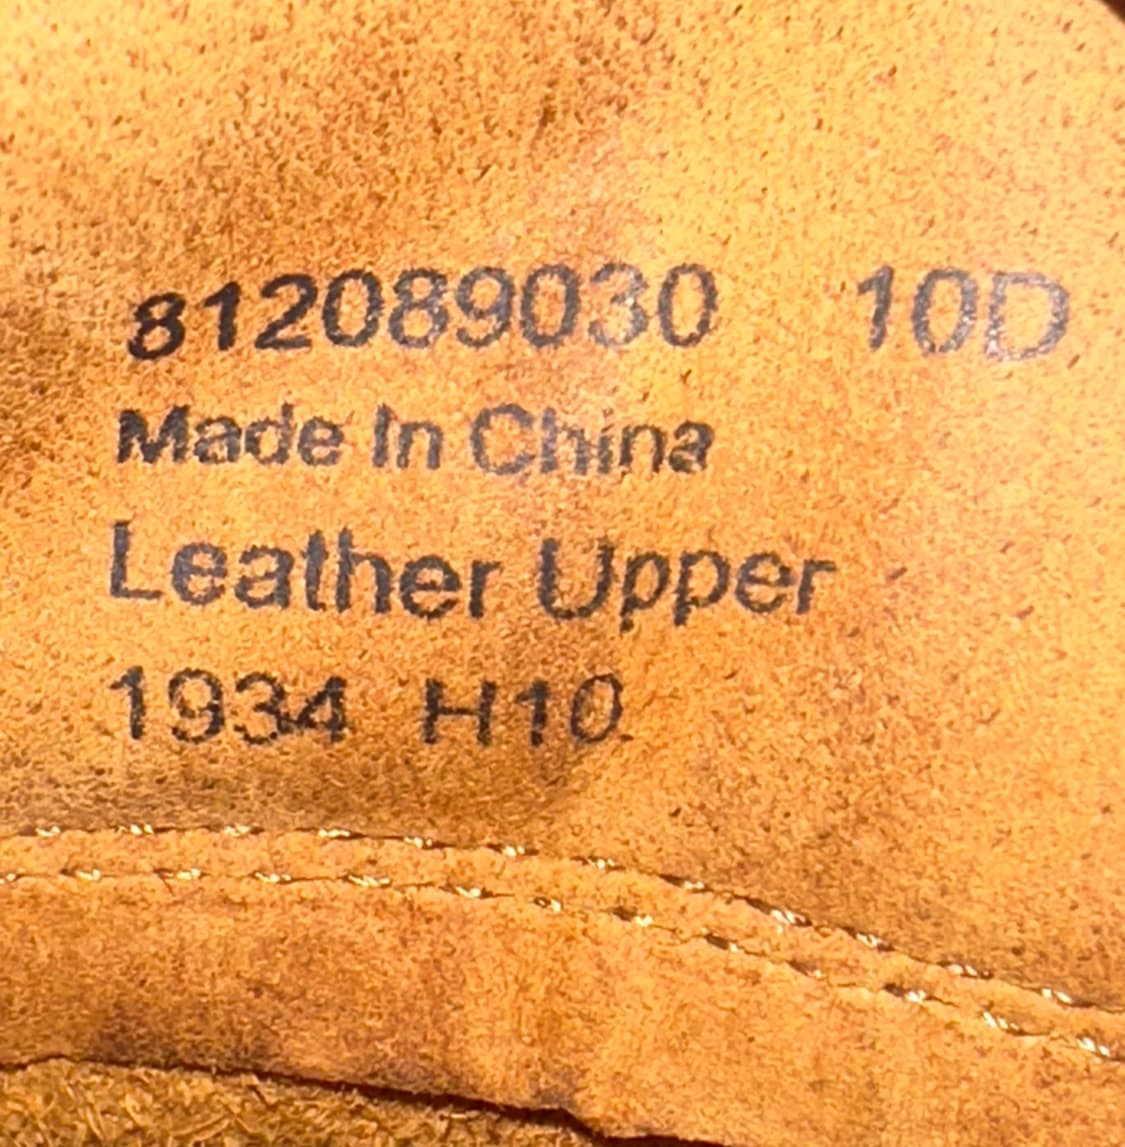 812089030 10D
Made In China
Leather Upper
1934 H10